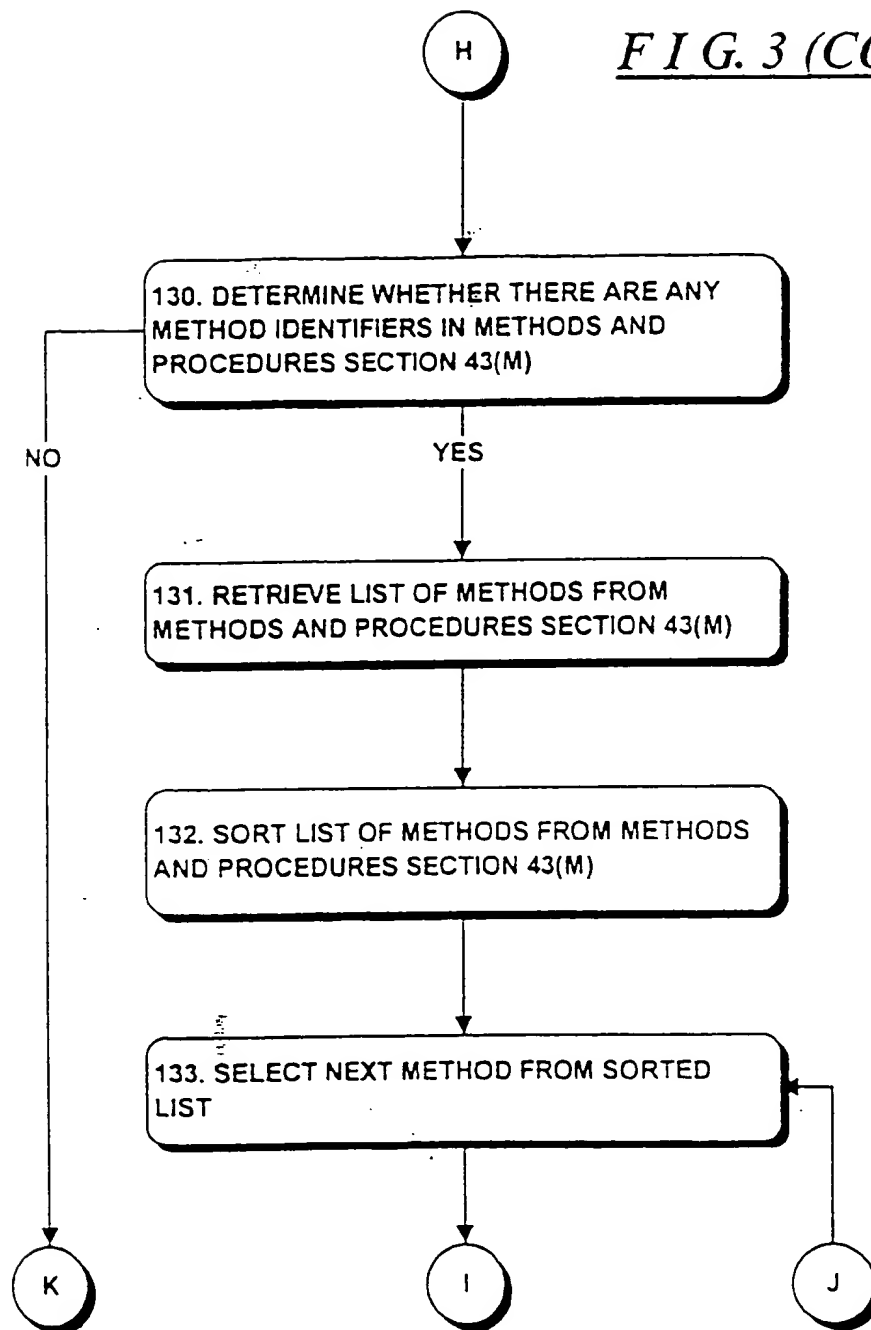 H
F I G. 3 (C
130. DETERMINE WHETHER THERE ARE ANY
METHOD IDENTIFIERS IN METHODS AND
PROCEDURES SECTION 43(M)
NO
YES
131. RETRIEVE LIST OF METHODS FROM
METHODS AND PROCEDURES SECTION 43(M)
132. SORT LIST OF METHODS FROM METHODS
AND PROCEDURES SECTION 43(M)
133. SELECT NEXT METHOD FROM SORTED
LIST
K
I
J